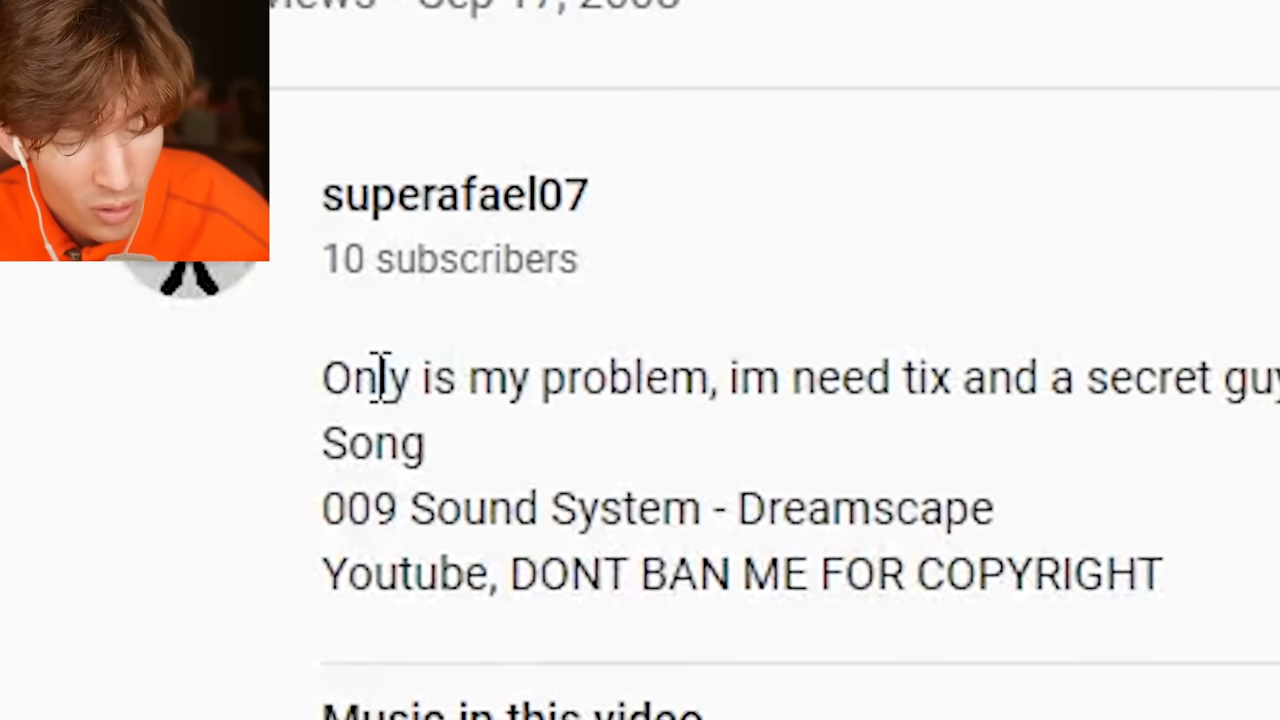 views Sep 17, 2008
superafael07
10 subscribers
Only is my problem, im need tix and a secret guy
Song
009 Sound System - Dreamscape
Youtube, DONT BAN ME FOR COPYRIGHT
Music in this video